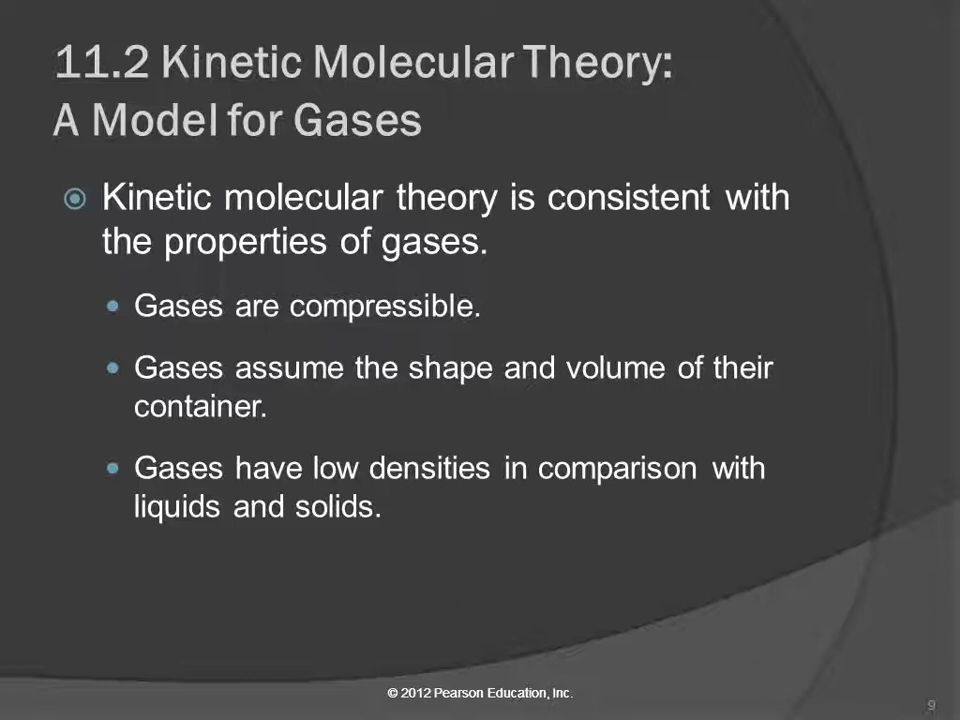 11.2 Kinetic Molecular Theory:
A Model for Gases
Kinetic molecular theory is consistent with
the properties of gases.
Gases are compressible.
Gases assume the shape and volume of their
container.
Gases have low densities in comparison with
liquids and solids.
© 2012 Pearson Education, Inc.
9